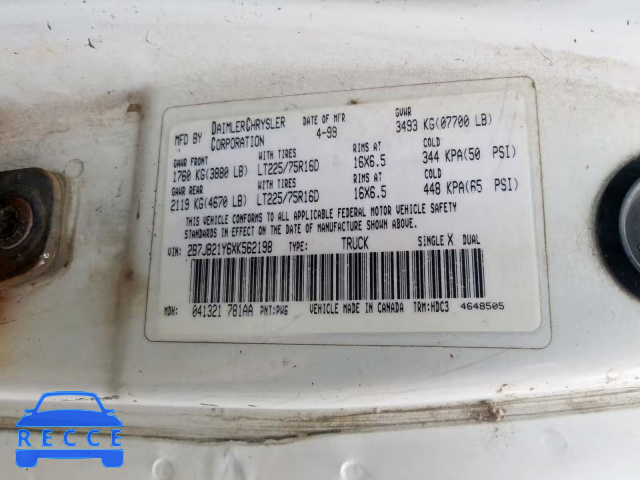 MFD BY DAIMLERCHRYSLER CORPORATION DATE OF MFR 4-99 GVWR 3493 KG(07700 LB)
GAWR FRONT WITH TIRES RIMS AT COLD
1760 KG(3880 LB) LT225/75R16D 16X6.5 344 KPA(50 PSI)
GAWR REAR WITH TIRES RIMS AT COLD
2119 KG(4670 LB) LT225/75R16D 16X6.5 448 KPA(65 PSI)
THIS VEHICLE CONFORMS TO ALL APPLICABLE FEDERAL MOTOR VEHICLE SAFETY
STANDARDS IN EFFECT ON THE DATE OF MANUFACTURE SHOWN ABOVE.
VIN: 2B7JB21Y6XK562198 TYPE: TRUCK SINGLE X DUAL
MDH: 041321 781AA PNT:PW6 VEHICLE MADE IN CANADA TRM:HDC3 4648505
RECCE